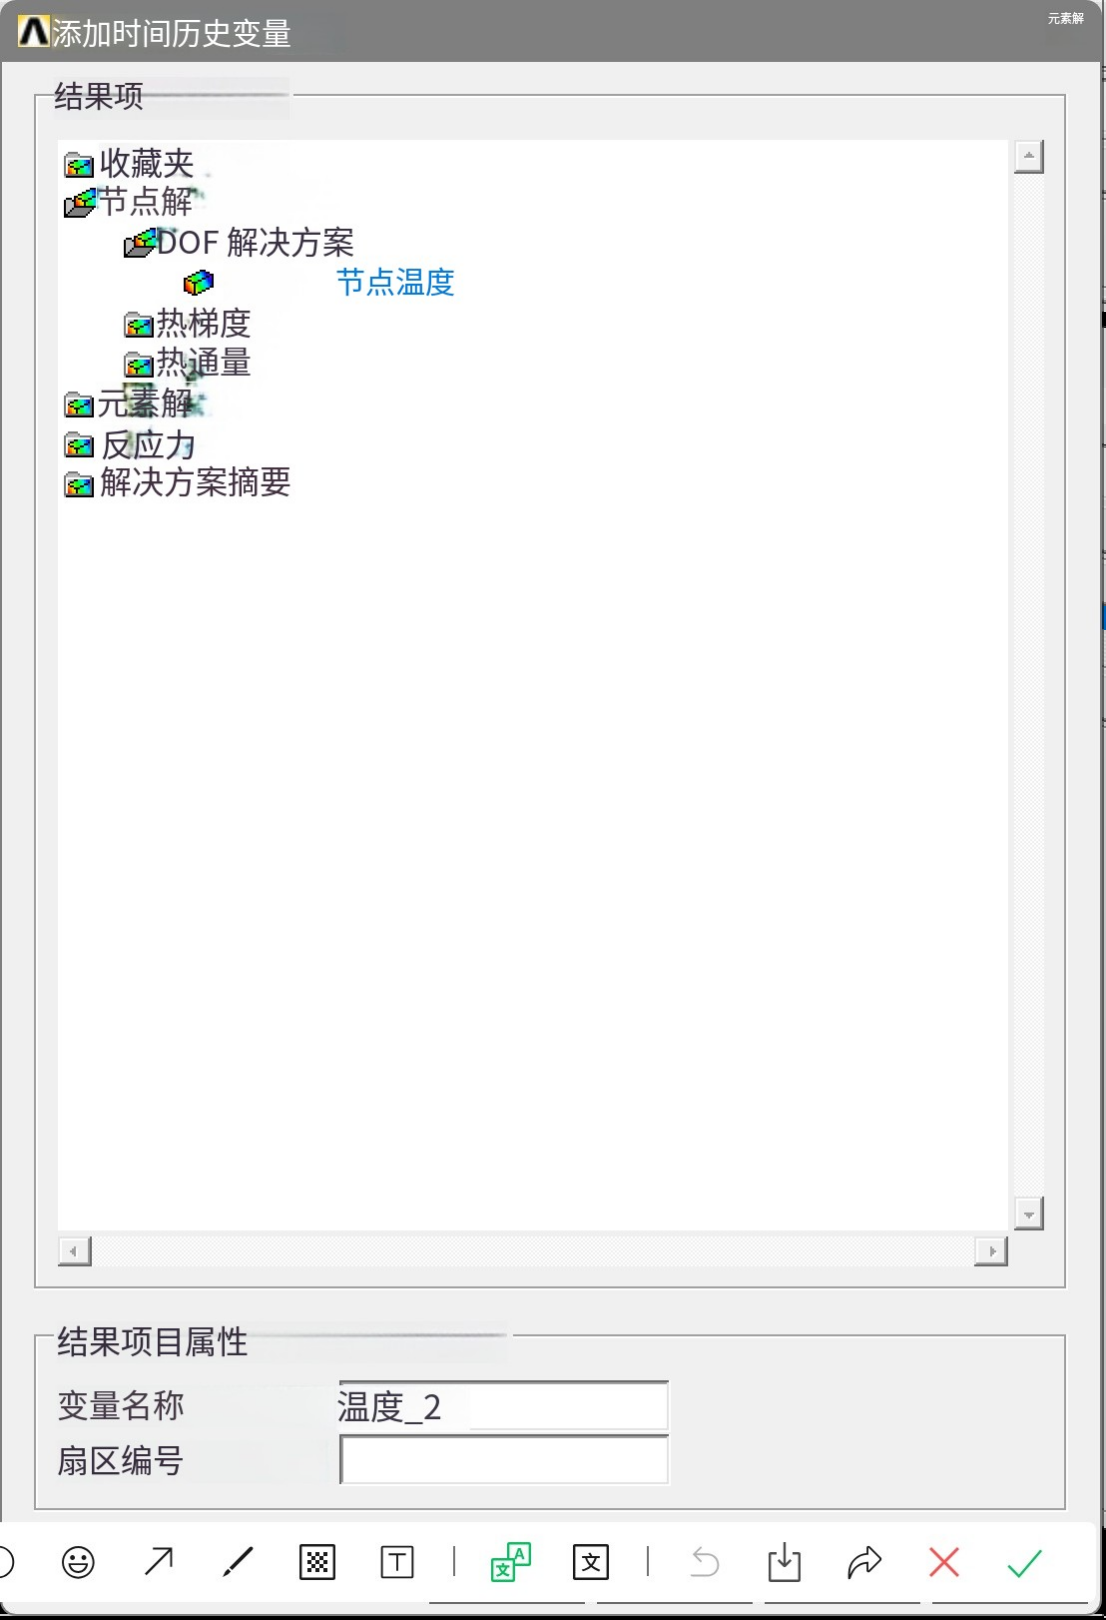 添加时间历史变量
元素解
结果项
收藏夹
节点解
DOF 解决方案
节点温度
热梯度
热通量
元素解
反应力
解决方案摘要
结果项目属性
变量名称
温度_2
扇区编号
T
文 A
文